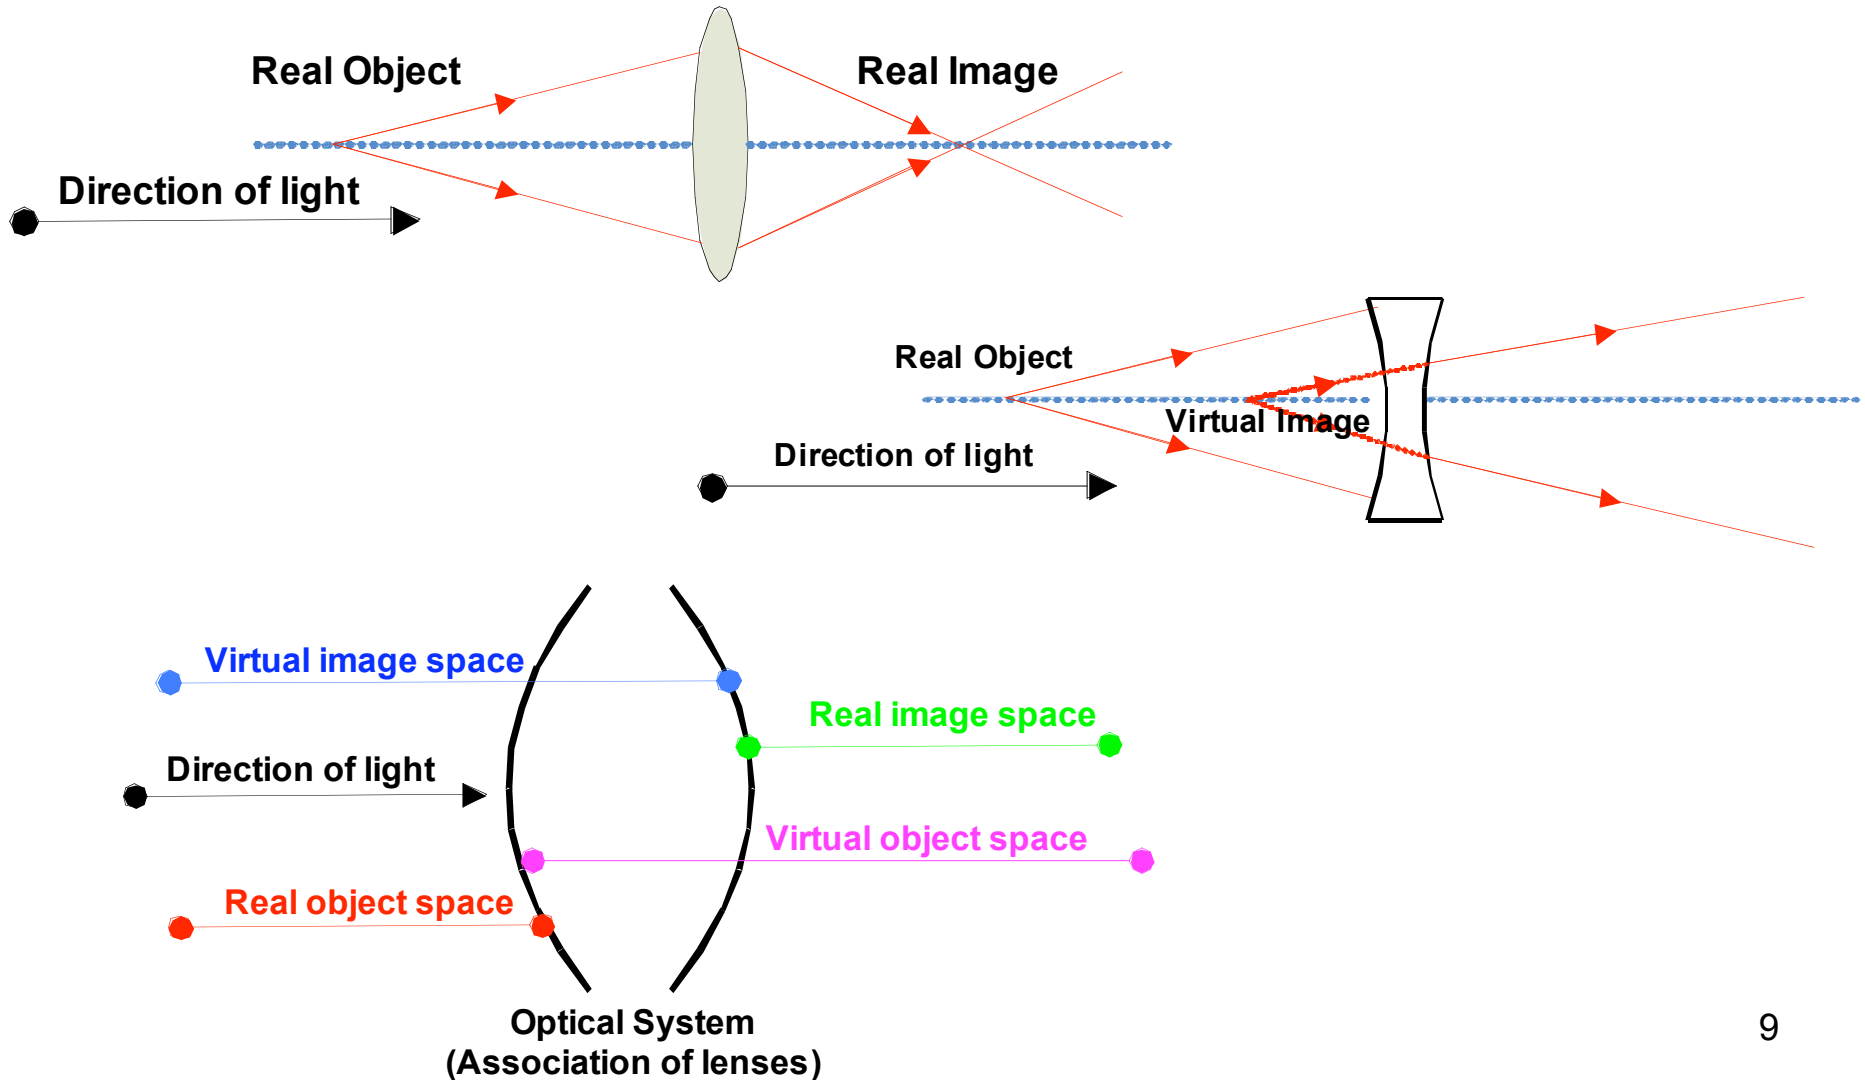 Real Object
Real Image
Direction of light
Real Object
Virtual Image
Direction of light
Virtual image space
Real image space
Direction of light
Virtual object space
Real object space
Optical System
(Association of lenses)
9